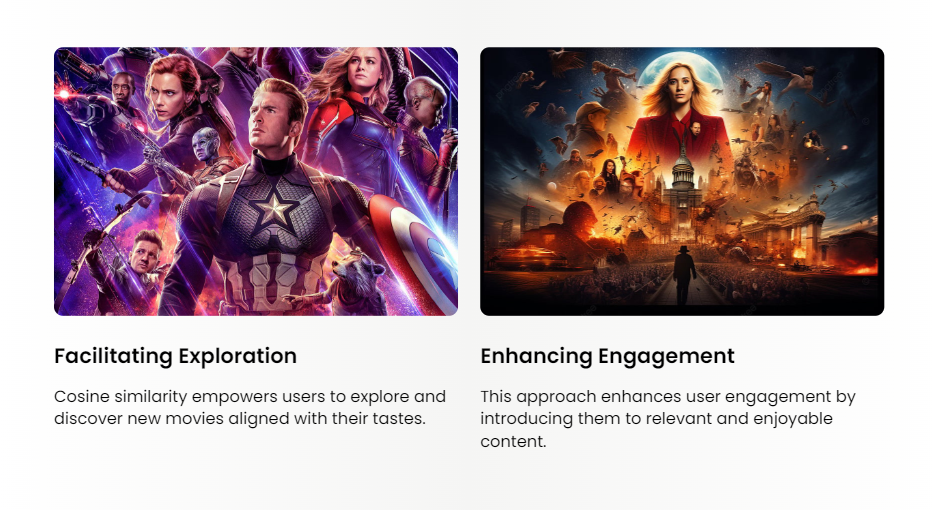 Facilitating Exploration
Cosine similarity empowers users to explore and
discover new movies aligned with their tastes.
Enhancing Engagement
This approach enhances user engagement by
introducing them to relevant and enjoyable
content.